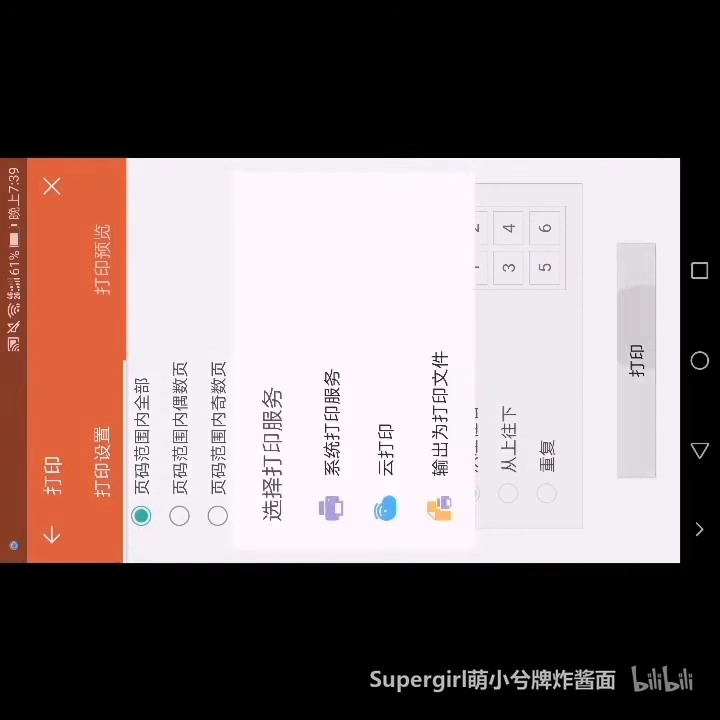 61% 晚上7:39
打印
打印设置 打印预览
页码范围内全部
页码范围内偶数页
页码范围内奇数页
选择打印服务
系统打印服务
云打印
输出为打印文件
从上往下
重复
3 4
5 6
打印
Supergirl萌小兮牌炸酱面 bilibili